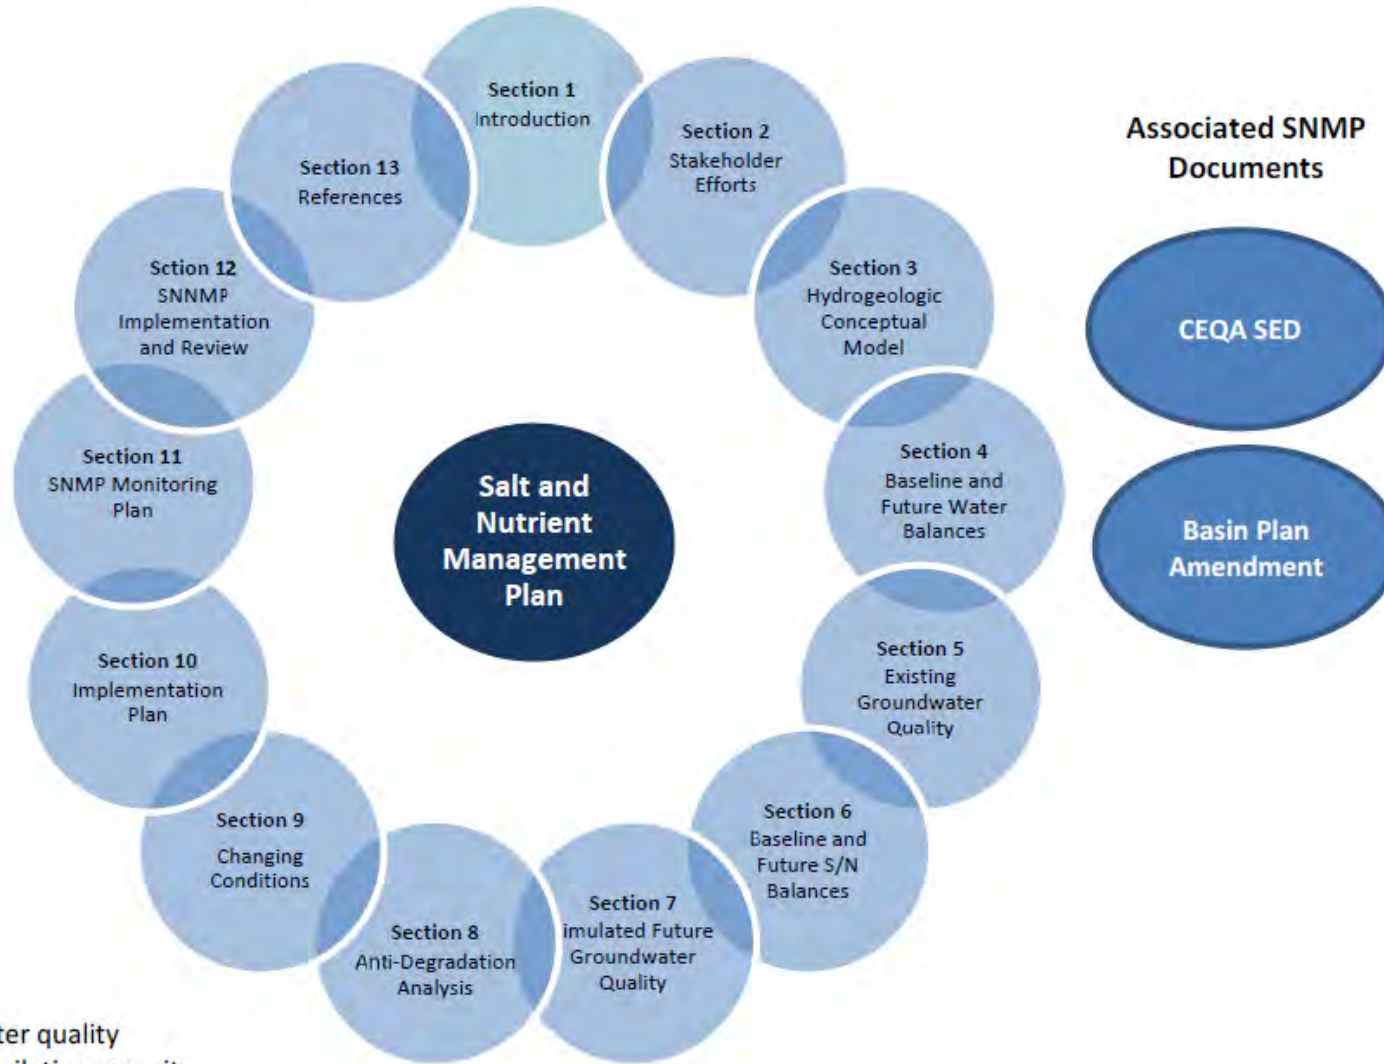 Section 1
Introduction
Section 2
Stakeholder
Efforts
Section 3
Hydrogeologic
Conceptual
Model
Section 4
Baseline and
Future Water
Balances
Section 5
Existing
Groundwater
Quality
Section 6
Baseline and
Future S/N
Balances
Section 7
imulated Future
Groundwater
Quality
Section 8
Anti-Degradation
Analysis
Section 9
Changing
Conditions
Section 10
Implementation
Plan
Section 11
SNMP Monitoring
Plan
Sction 12
SNNMP
Implementation
and Review
Section 13
References
Salt and
Nutrient
Management
Plan
Associated SNMP
Documents
CEQA SED
Basin Plan
Amendment
ter quality